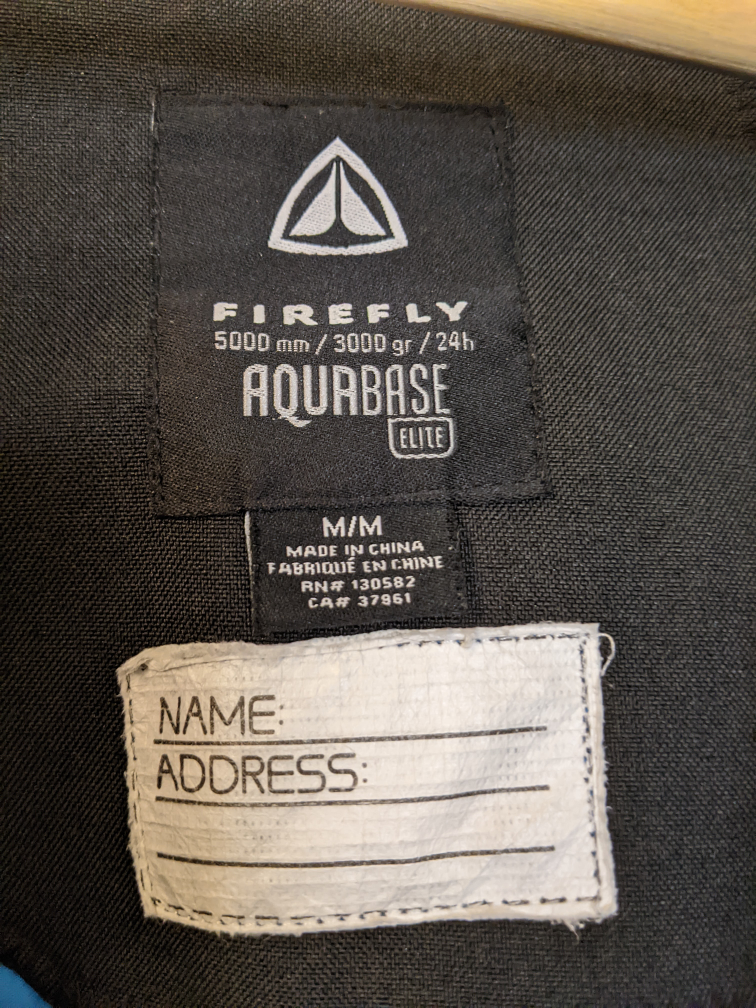 FIREFLY
5000 mm / 3000 gr / 24h
AQUABASE
ELITE
M/M
MADE IN CHINA
FABRIQUÉ EN CHINE
RN# 130582
CA# 37961
NAME:
ADDRESS: